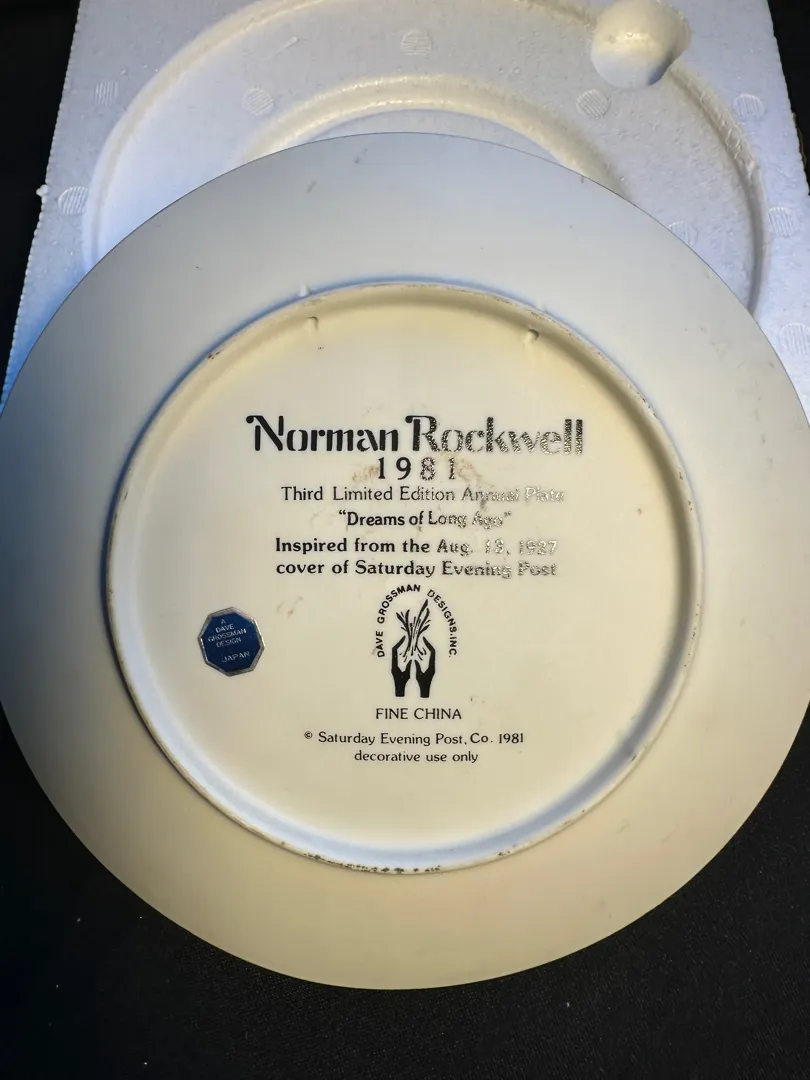 Norman Rockwell
1981
Third Limited Edition Annual Plate
“Dreams of Long Ago”
Inspired from the Aug. 13, 1927
cover of Saturday Evening Post
DAVE GROSSMAN DESIGNS, INC.
A
DAVE
GROSSMAN
DESIGN
JAPAN
FINE CHINA
© Saturday Evening Post, Co. 1981
decorative use only